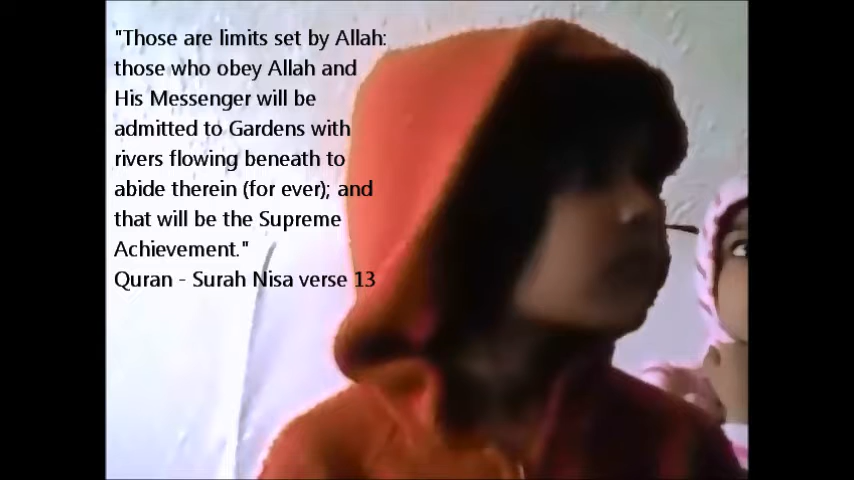 "Those are limits set by Allah:
those who obey Allah and
His Messenger will be
admitted to Gardens with
rivers flowing beneath to
abide therein (for ever); and
that will be the Supreme
Achievement."
Quran - Surah Nisa verse 13